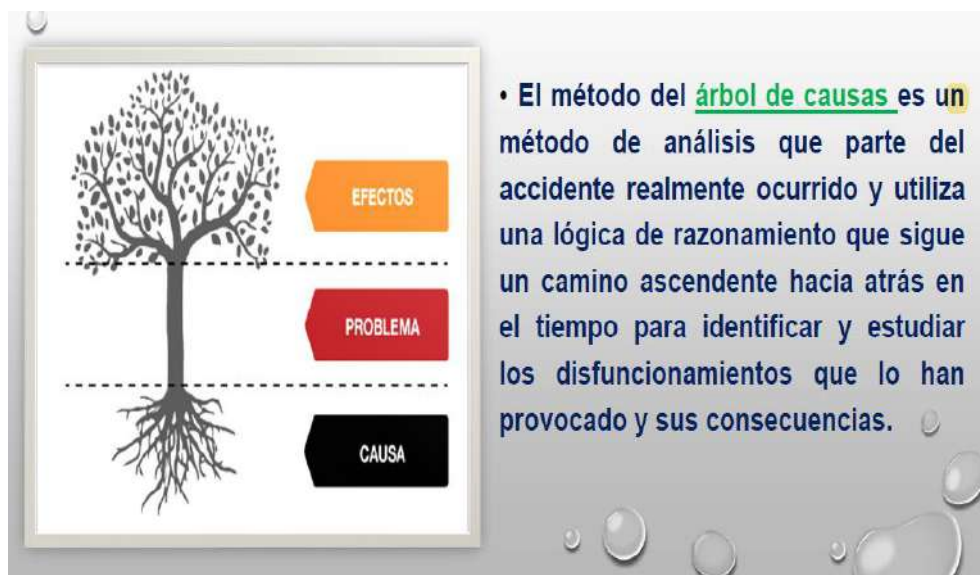 EFECTOS
PROBLEMA
CAUSA
• El método del árbol de causas es un
método de análisis que parte del
accidente realmente ocurrido y utiliza
una lógica de razonamiento que sigue
un camino ascendente hacia atrás en
el tiempo para identificar y estudiar
los disfuncionamientos que lo han
provocado y sus consecuencias.